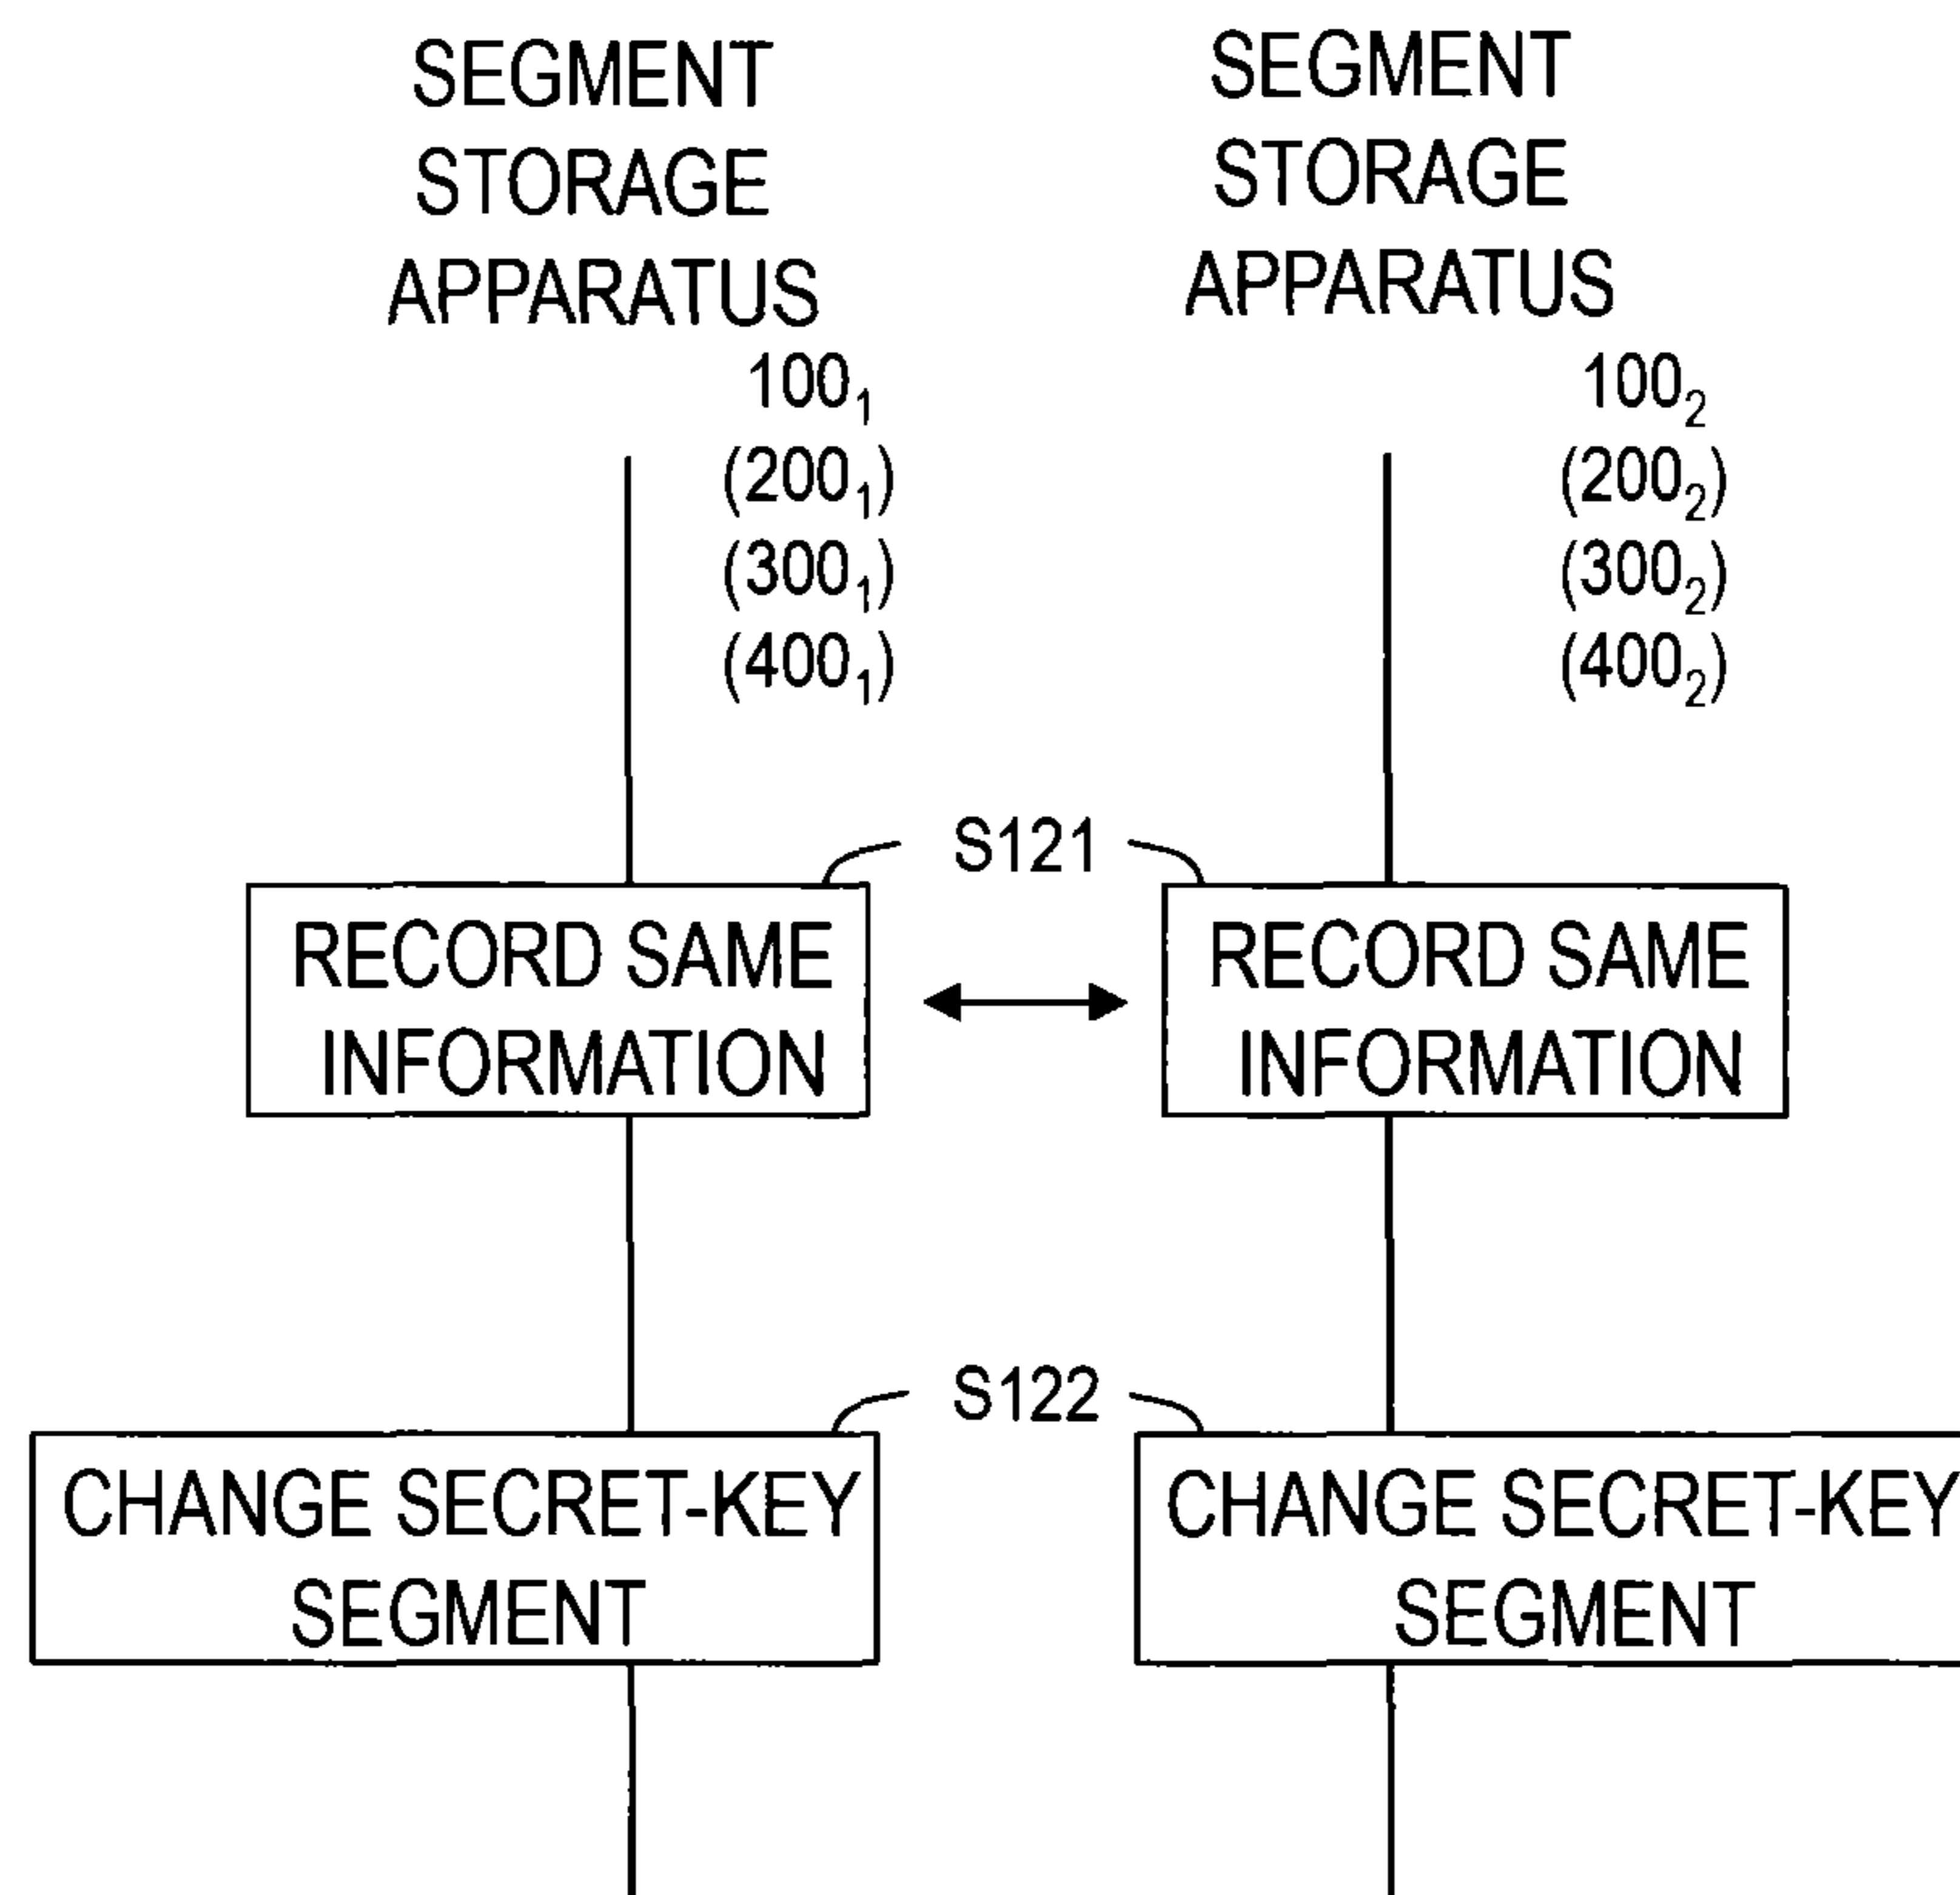 SEGMENT
STORAGE
APPARATUS
100₁
(200₁)
(300₁)
(400₁)
SEGMENT
STORAGE
APPARATUS
100₂
(200₂)
(300₂)
(400₂)
S121
RECORD SAME
INFORMATION
RECORD SAME
INFORMATION
S122
CHANGE SECRET-KEY
SEGMENT
CHANGE SECRET-KEY
SEGMENT